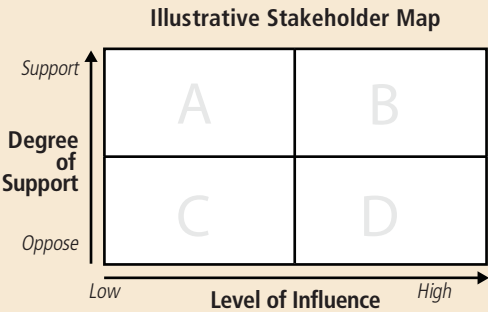 Illustrative Stakeholder Map
Support
A
B
Degree
of
Support
C
D
Oppose
Low
Level of Influence
High